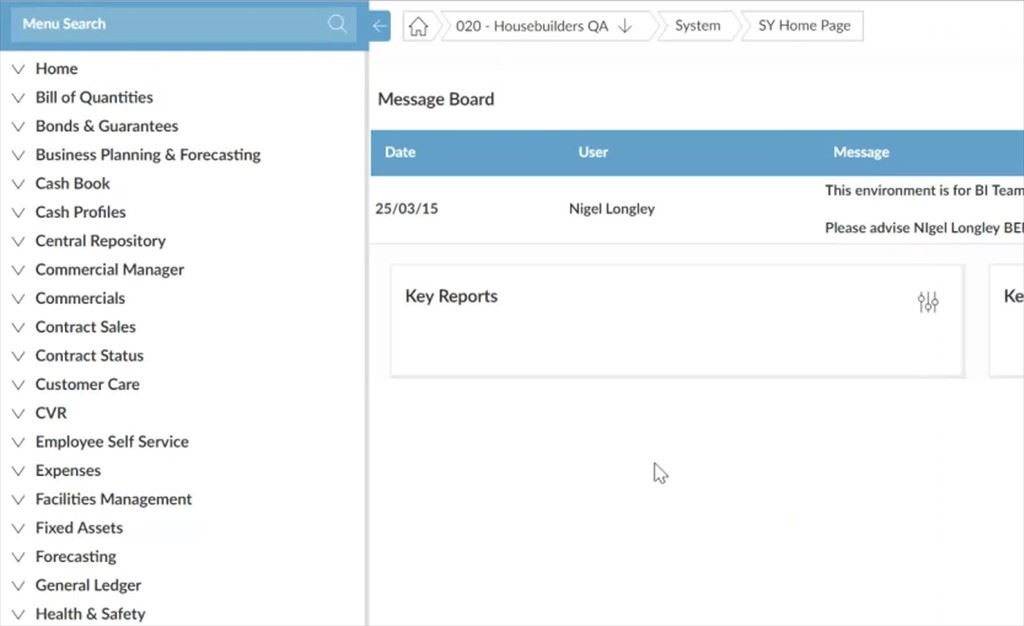 Menu Search
020 - Housebuilders QA
System
SY Home Page
Home
Bill of Quantities
Bonds & Guarantees
Business Planning & Forecasting
Cash Book
Cash Profiles
Central Repository
Commercial Manager
Commercials
Contract Sales
Contract Status
Customer Care
CVR
Employee Self Service
Expenses
Facilities Management
Fixed Assets
Forecasting
General Ledger
Health & Safety
Message Board
Date User Message
This environment is for BI Team
25/03/15 Nigel Longley
Please advise NIgel Longley BE
Key Reports
Ke